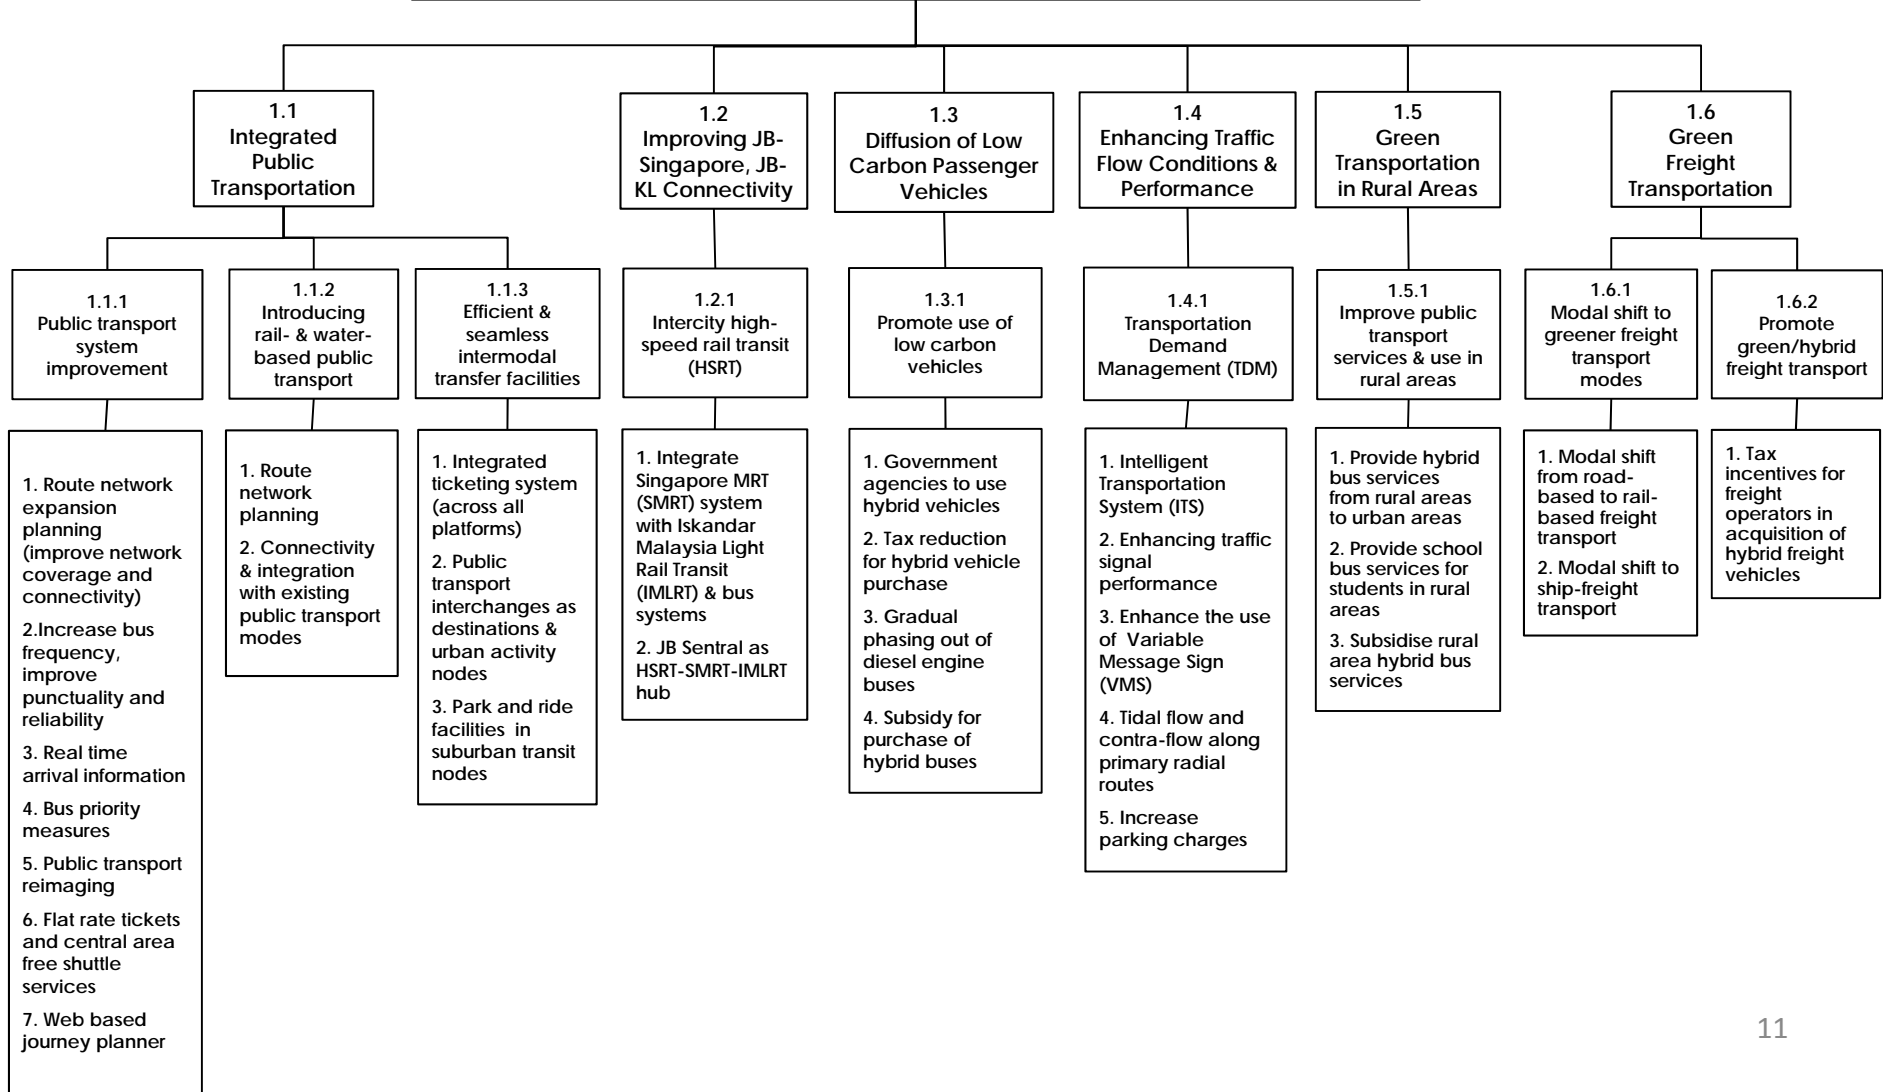 1.1
Integrated
Public
Transportation
1.2
Improving JB-
Singapore, JB-
KL Connectivity
1.3
Diffusion of Low
Carbon Passenger
Vehicles
1.4
Enhancing Traffic
Flow Conditions &
Performance
1.5
Green
Transportation
in Rural Areas
1.6
Green
Freight
Transportation
1.1.1
Public transport
system
improvement
1.1.2
Introducing
rail- & water-
based public
transport
1.1.3
Efficient &
seamless
intermodal
transfer facilities
1.2.1
Intercity high-
speed rail transit
(HSRT)
1.3.1
Promote use of
low carbon
vehicles
1.4.1
Transportation
Demand
Management (TDM)
1.5.1
Improve public
transport
services & use in
rural areas
1.6.1
Modal shift to
greener freight
transport
modes
1.6.2
Promote
green/hybrid
freight transport
1. Route network
expansion
planning
(improve network
coverage and
connectivity)
2.Increase bus
frequency,
improve
punctuality and
reliability
3. Real time
arrival information
4. Bus priority
measures
5. Public transport
reimaging
6. Flat rate tickets
and central area
free shuttle
services
7. Web based
journey planner
1. Route
network
planning
2. Connectivity
& integration
with existing
public transport
modes
1. Integrated
ticketing system
(across all
platforms)
2. Public
transport
interchanges as
destinations &
urban activity
nodes
3. Park and ride
facilities in
suburban transit
nodes
1. Integrate
Singapore MRT
(SMRT) system
with Iskandar
Malaysia Light
Rail Transit
(IMLRT) & bus
systems
2. JB Sentral as
HSRT-SMRT-IMLRT
hub
1. Government
agencies to use
hybrid vehicles
2. Tax reduction
for hybrid vehicle
purchase
3. Gradual
phasing out of
diesel engine
buses
4. Subsidy for
purchase of
hybrid buses
1. Intelligent
Transportation
System (ITS)
2. Enhancing traffic
signal
performance
3. Enhance the use
of Variable
Message Sign
(VMS)
4. Tidal flow and
contra-flow along
primary radial
routes
5. Increase
parking charges
1. Provide hybrid
bus services
from rural areas
to urban areas
2. Provide school
bus services for
students in rural
areas
3. Subsidise rural
area hybrid bus
services
1. Modal shift
from road-
based to rail-
based freight
transport
2. Modal shift to
ship-freight
transport
1. Tax
incentives for
freight
operators in
acquisition of
hybrid freight
vehicles
11